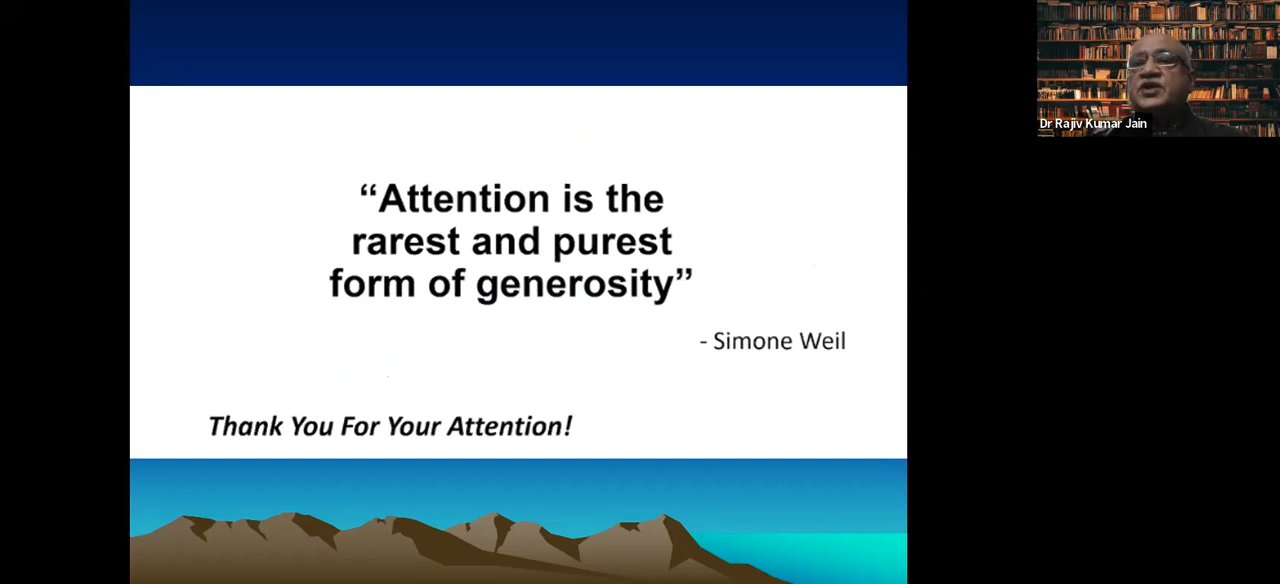 “Attention is the
rarest and purest
form of generosity”
- Simone Weil
Thank You For Your Attention!
Dr Rajiv Kumar Jain